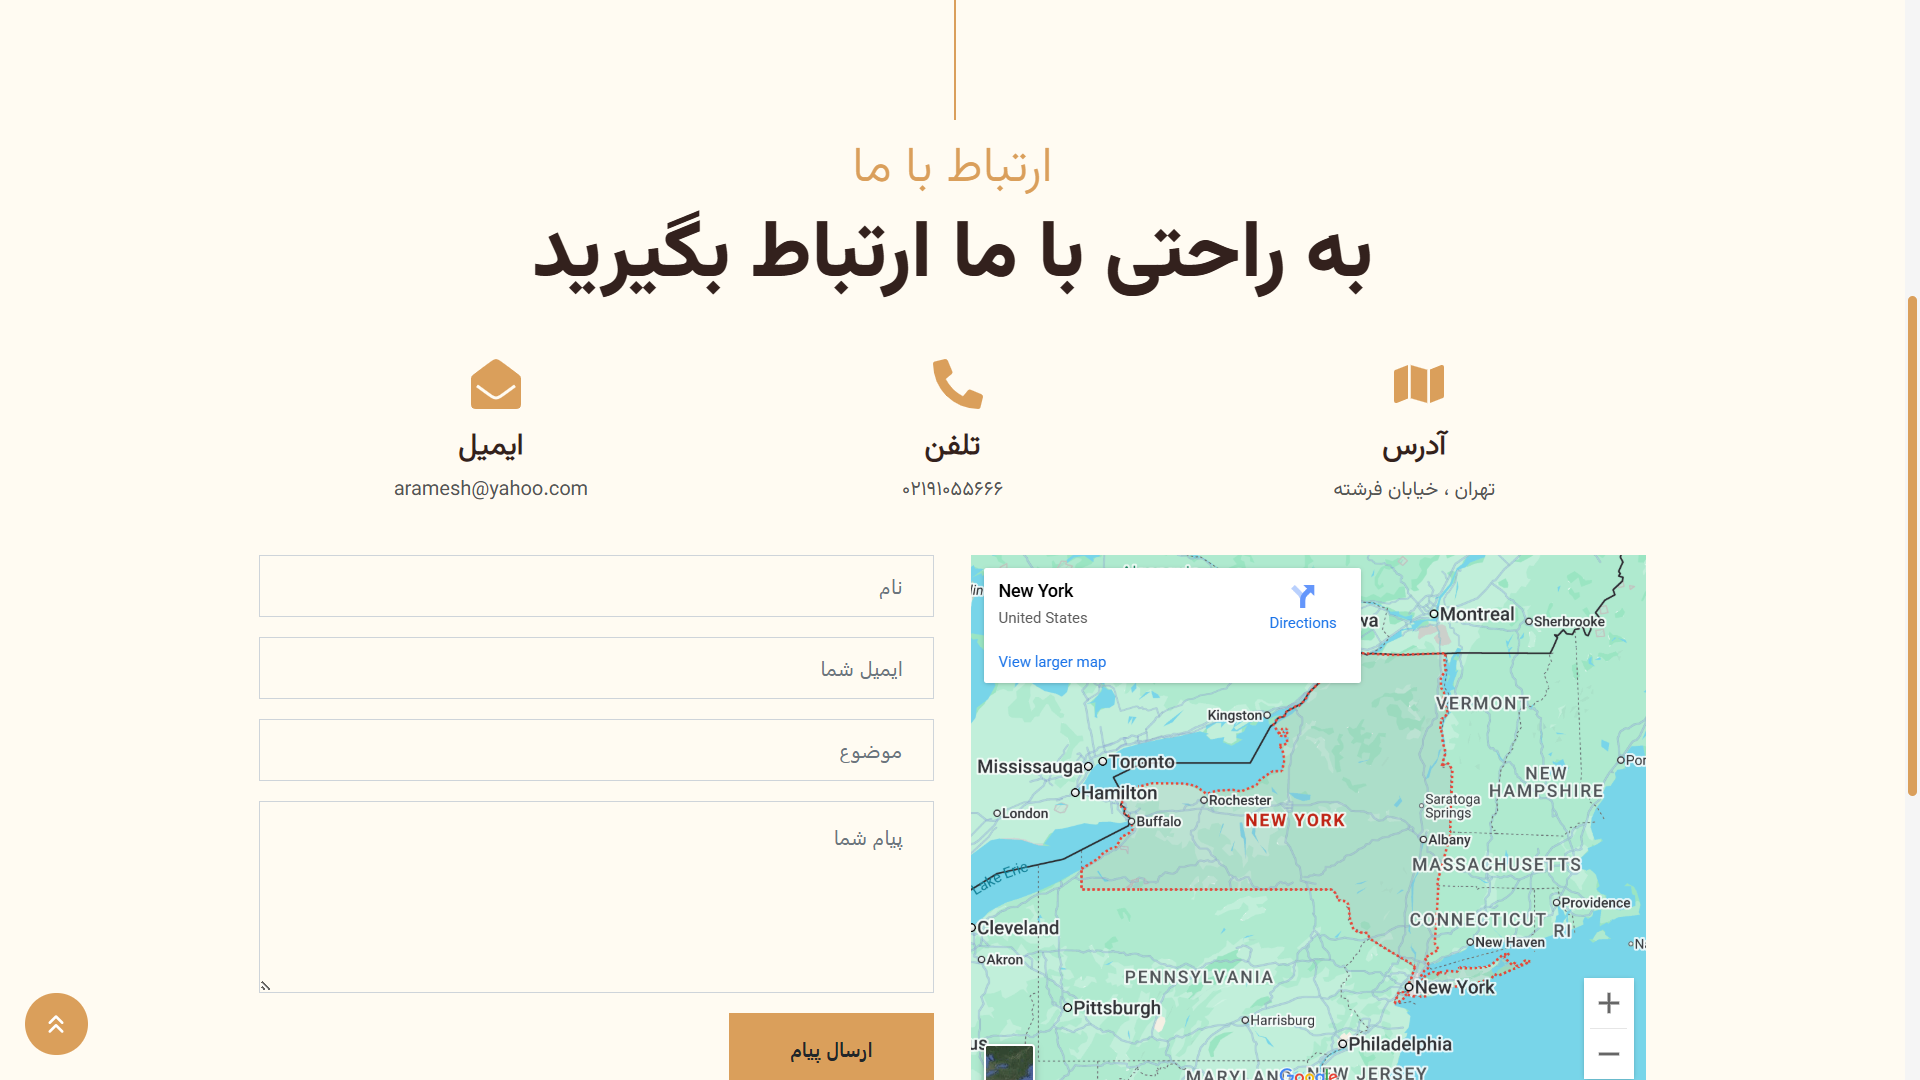 ارتباط با ما
به راحتی با ما ارتباط بگیرید
آدرس
تهران ، خیابان فرشته
تلفن
۰۲۱۹۱۰۵۵۶۶۶
ایمیل
aramesh@yahoo.com
نام
ایمیل شما
موضوع
پیام شما
ارسال پیام
New York
United States
Directions
View larger map
Montreal
Sherbrooke
VERMONT
Kingston
Toronto
Mississauga
Hamilton
NEW
HAMPSHIRE
Rochester
London
Buffalo
NEW YORK
Saratoga
Springs
Albany
MASSACHUSETTS
Lake Erie
Providence
CONNECTICUT
RI
Cleveland
New Haven
Akron
PENNSYLVANIA
New York
Pittsburgh
Harrisburg
Philadelphia
MARYLAND
Google
NEW JERSEY